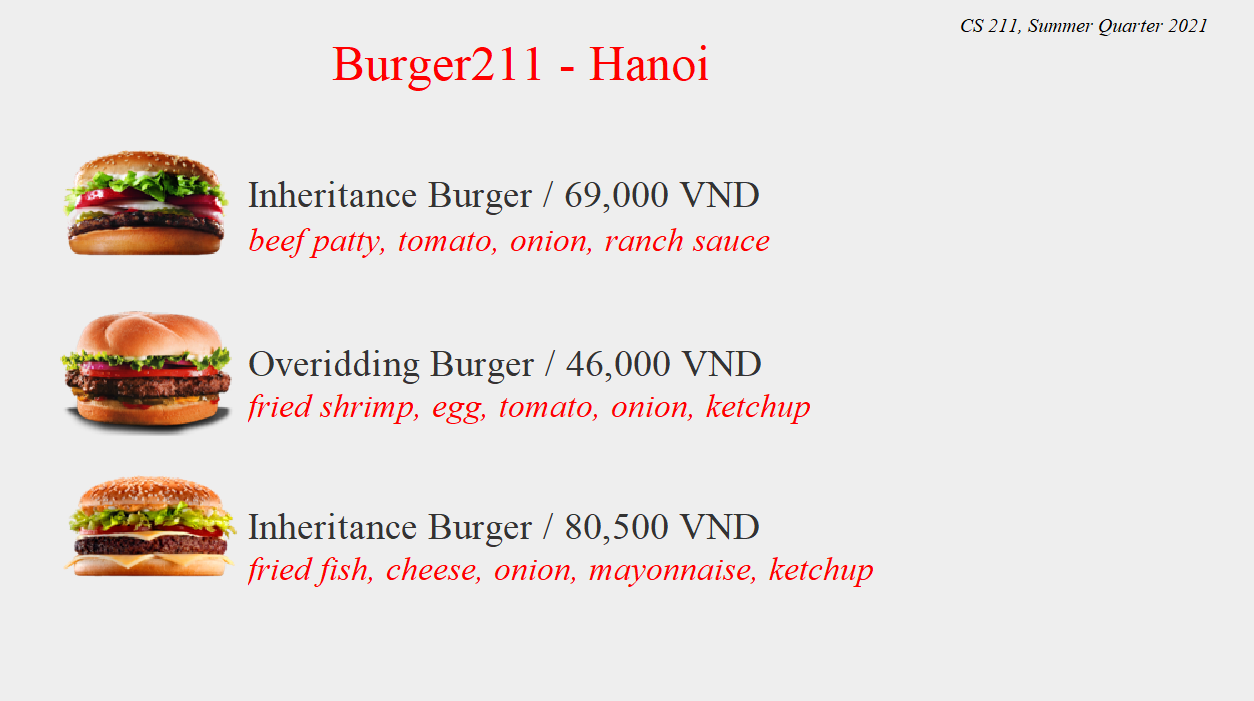 CS 211, Summer Quarter 2021
Burger211 - Hanoi
Inheritance Burger / 69,000 VND
beef patty, tomato, onion, ranch sauce
Overidding Burger / 46,000 VND
fried shrimp, egg, tomato, onion, ketchup
Inheritance Burger / 80,500 VND
fried fish, cheese, onion, mayonnaise, ketchup